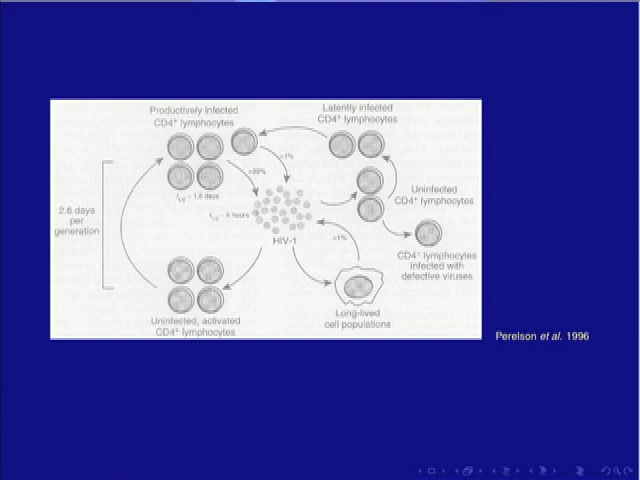 Productively infected
CD4⁺ lymphocytes
Latently infected
CD4⁺ lymphocytes
<1%
>99%
t1/2 ~ 1.6 days
t1/2 ~ 6 hours
2.6 days
per
generation
HIV-1
<1%
Uninfected
CD4⁺ lymphocytes
CD4⁺ lymphocytes
infected with
defective viruses
Long-lived
cell populations
Uninfected, activated
CD4⁺ lymphocytes
Perelson et al. 1996